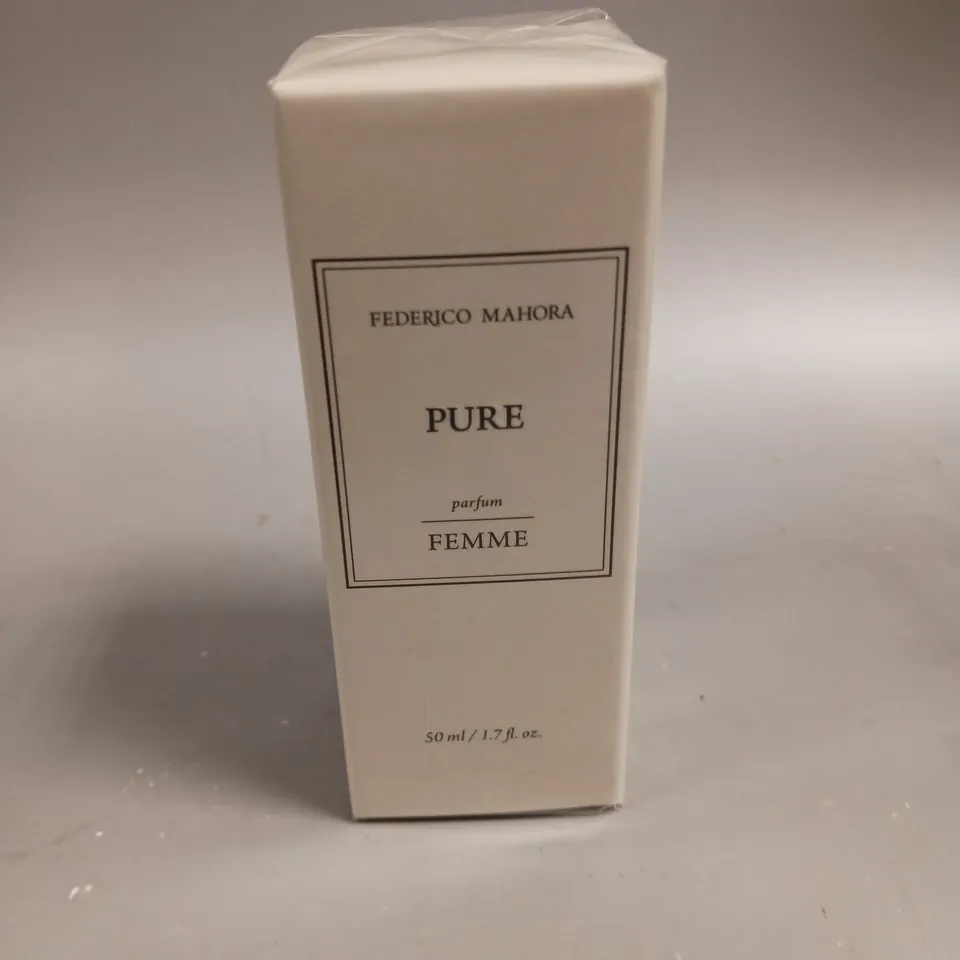 FEDERICO MAHORA
PURE
parfum
FEMME
50 ml / 1.7 fl. oz.